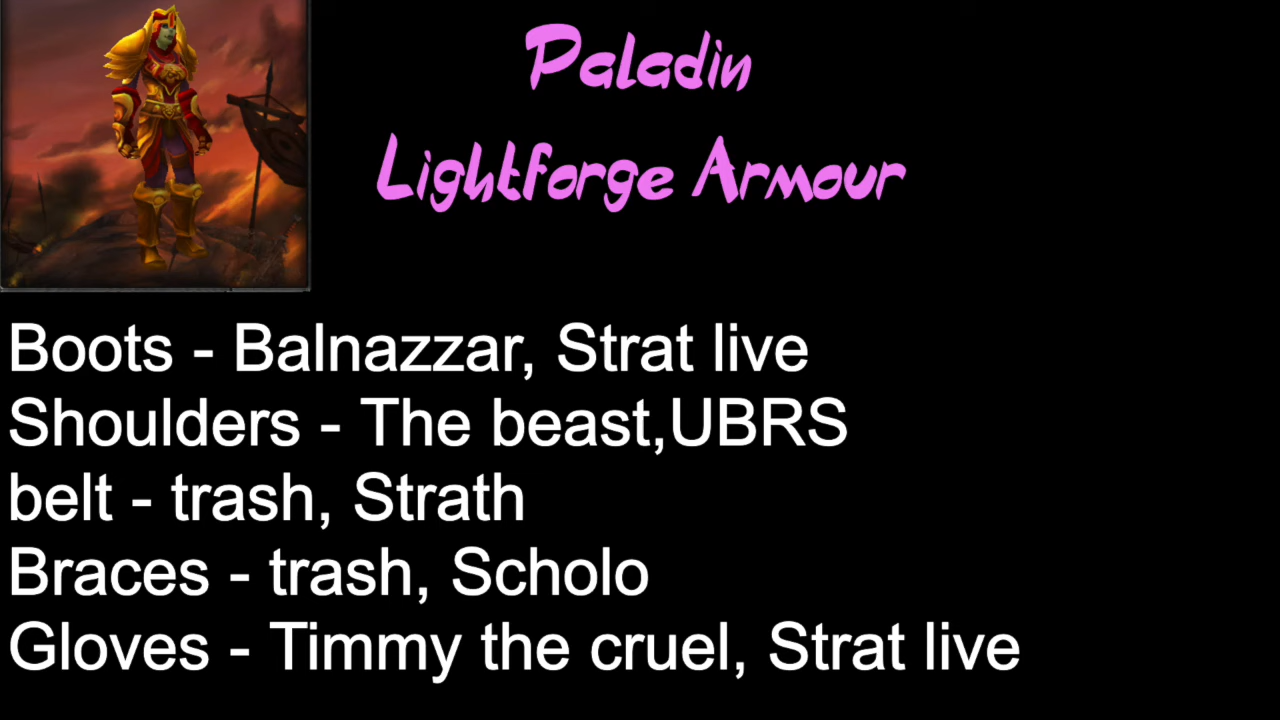 Paladin
Lightforge Armour
Boots - Balnazzar, Strat live
Shoulders - The beast,UBRS
belt - trash, Strath
Braces - trash, Scholo
Gloves - Timmy the cruel, Strat live